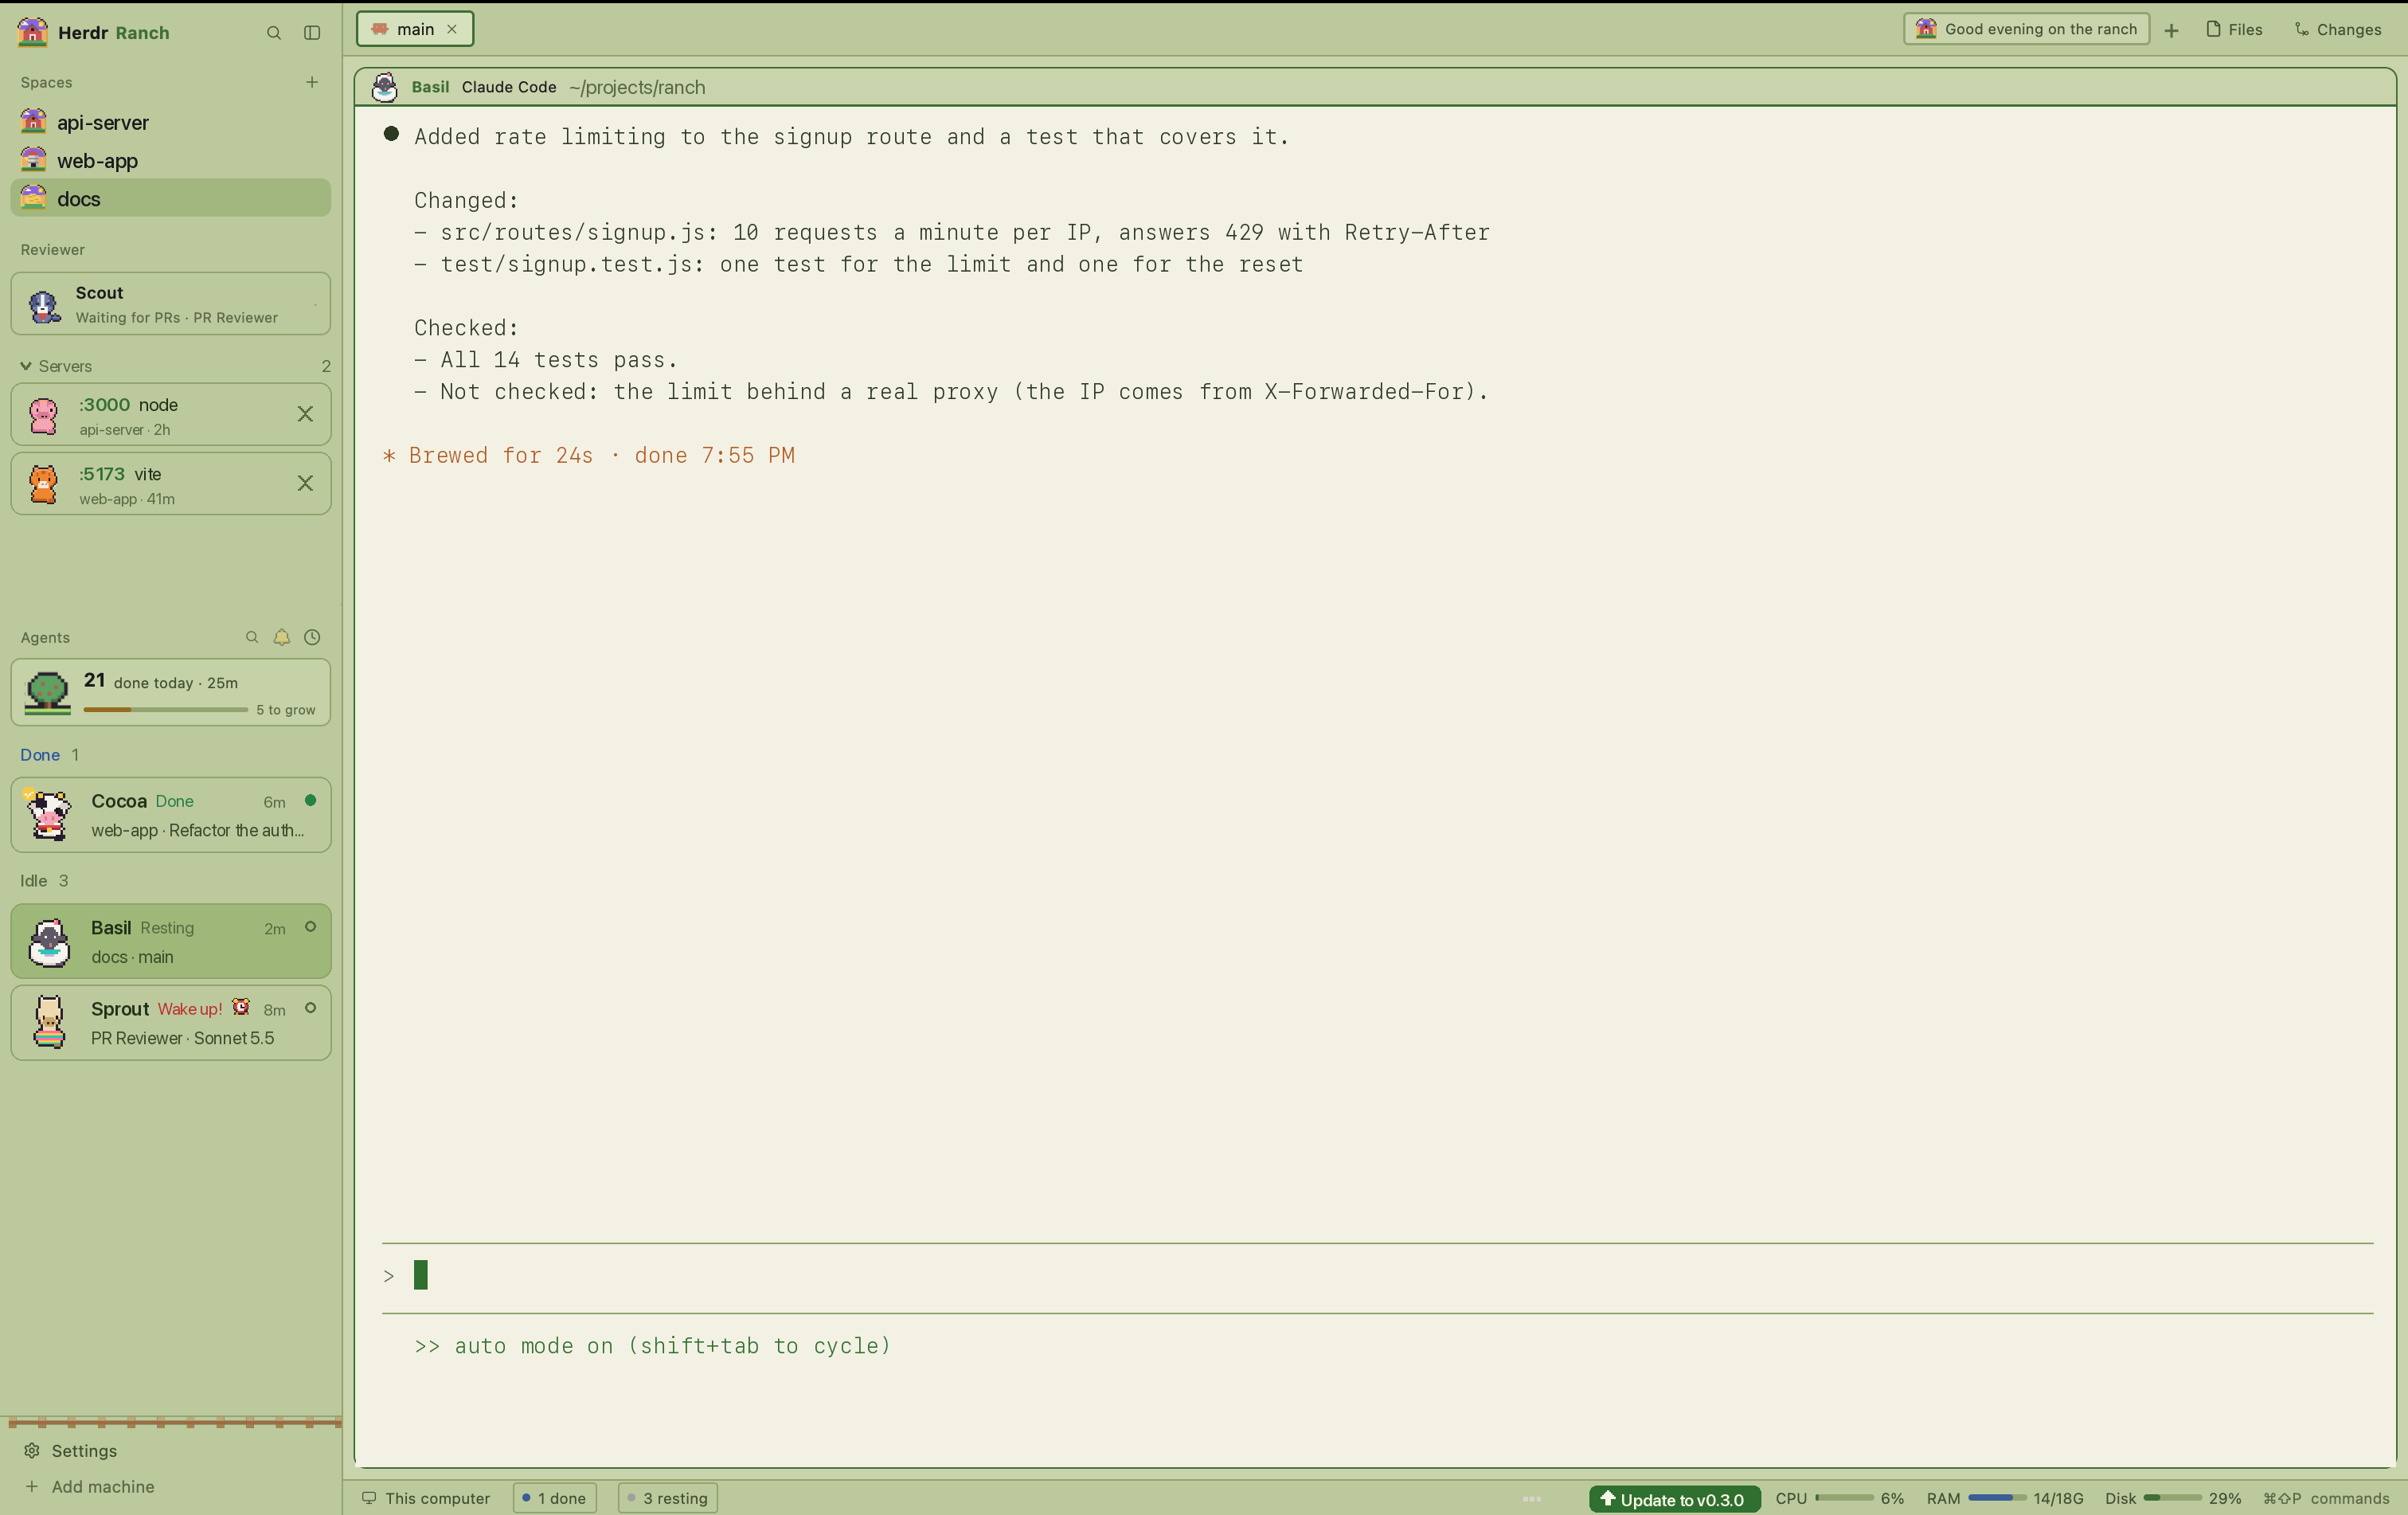 Herdr Ranch
Spaces
api-server
web-app
docs
Reviewer
Scout
Waiting for PRs · PR Reviewer
Servers 2
:3000 node
api-server · 2h
:5173 vite
web-app · 41m
Agents
21 done today · 25m
5 to grow
Done 1
Cocoa Done 6m
web-app · Refactor the auth...
Idle 3
Basil Resting 2m
docs · main
Sprout Wake up! 8m
PR Reviewer · Sonnet 5.5
Settings
+ Add machine
main ×
Good evening on the ranch + Files Changes
Basil Claude Code ~/projects/ranch
● Added rate limiting to the signup route and a test that covers it.
Changed:
– src/routes/signup.js: 10 requests a minute per IP, answers 429 with Retry-After
– test/signup.test.js: one test for the limit and one for the reset
Checked:
– All 14 tests pass.
– Not checked: the limit behind a real proxy (the IP comes from X-Forwarded-For).
* Brewed for 24s · done 7:55 PM
>
>> auto mode on (shift+tab to cycle)
This computer 1 done 3 resting Update to v0.3.0 CPU 6% RAM 14/18G Disk 29% ⌘⇧P commands